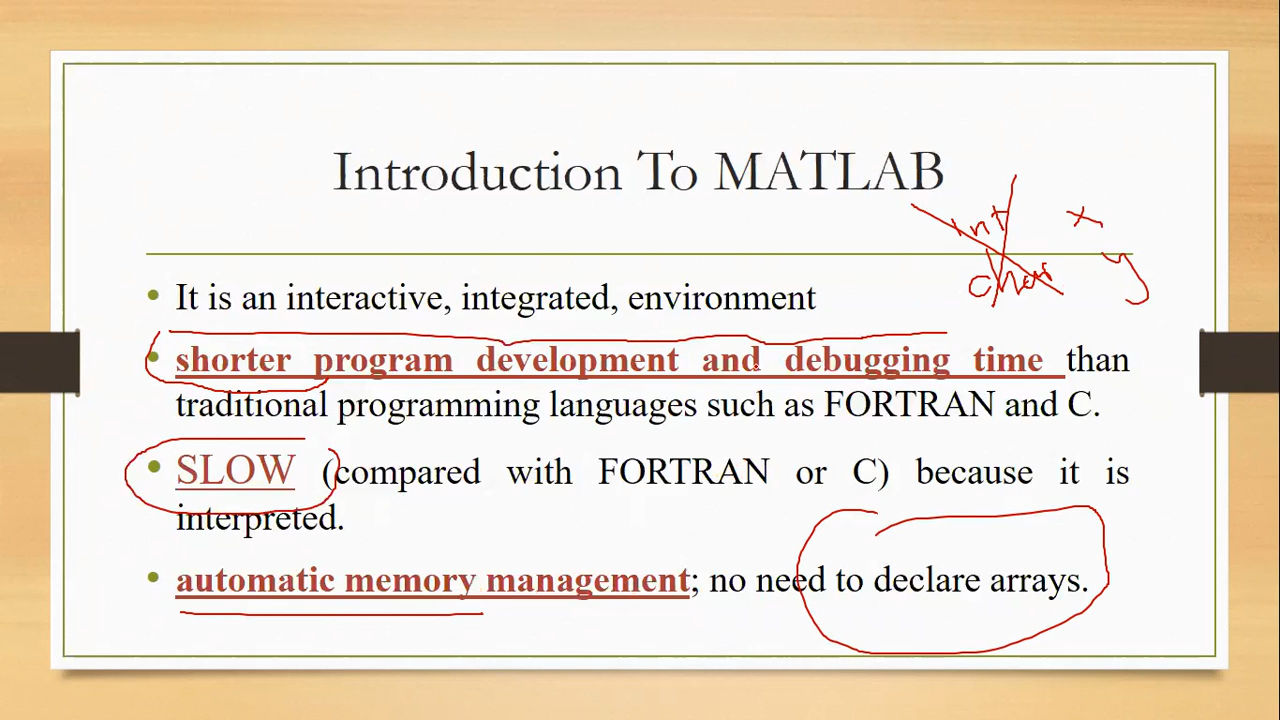 Introduction To MATLAB
int x
char y
• It is an interactive, integrated, environment
• shorter program development and debugging time than
traditional programming languages such as FORTRAN and C.
• SLOW (compared with FORTRAN or C) because it is
interpreted.
• automatic memory management; no need to declare arrays.